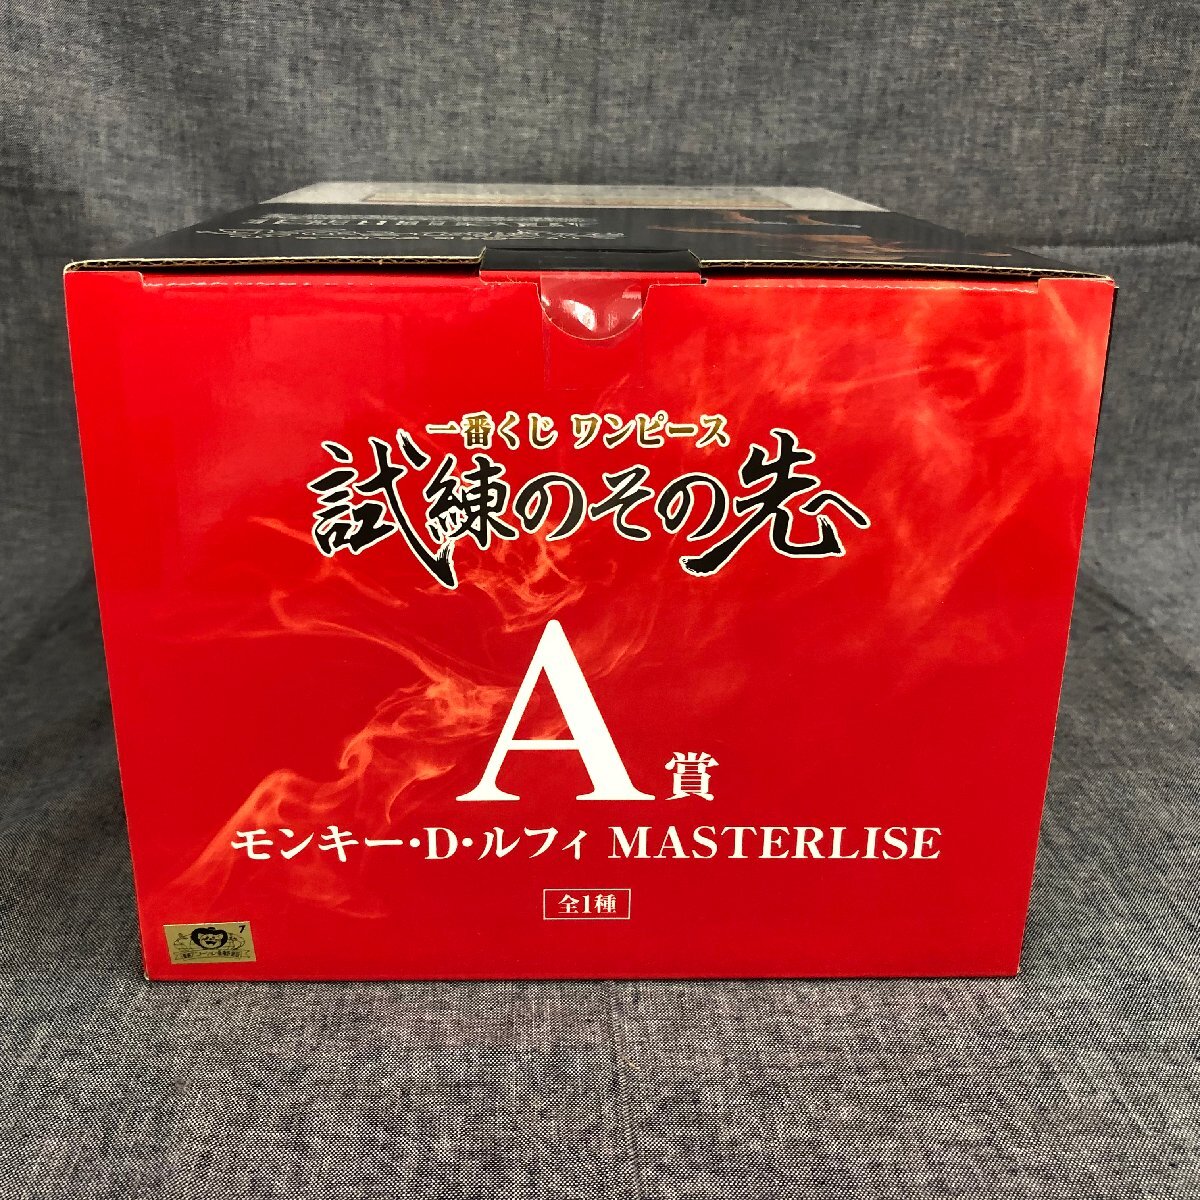 一番くじ ワンピース
試練のその先へ
A賞
モンキー・D・ルフィ MASTERLISE
全1種
7